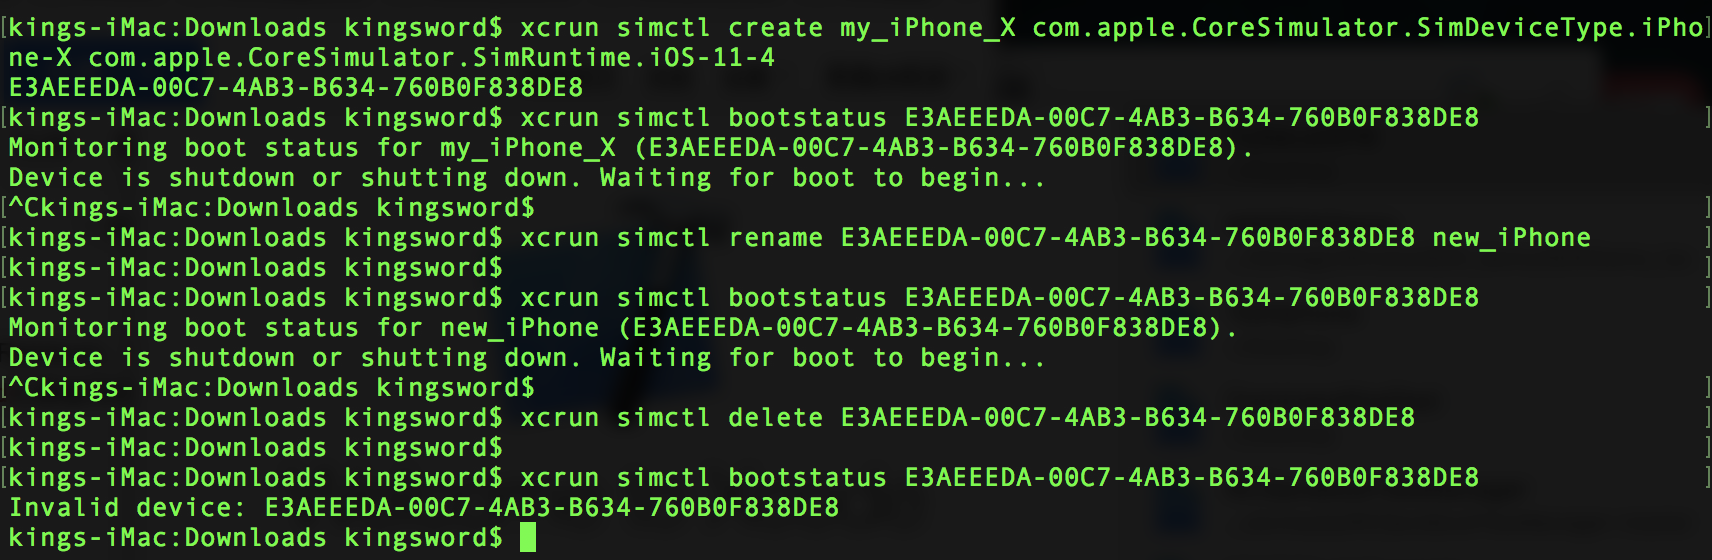 [kings-iMac:Downloads kingsword$ xcrun simctl create my_iPhone_X com.apple.CoreSimulator.SimDeviceType.iPho]
ne-X com.apple.CoreSimulator.SimRuntime.iOS-11-4
E3AEEEDA-00C7-4AB3-B634-760B0F838DE8
[kings-iMac:Downloads kingsword$ xcrun simctl bootstatus E3AEEEDA-00C7-4AB3-B634-760B0F838DE8 ]
Monitoring boot status for my_iPhone_X (E3AEEEDA-00C7-4AB3-B634-760B0F838DE8).
Device is shutdown or shutting down. Waiting for boot to begin...
[^Ckings-iMac:Downloads kingsword$ ]
[kings-iMac:Downloads kingsword$ xcrun simctl rename E3AEEEDA-00C7-4AB3-B634-760B0F838DE8 new_iPhone ]
[kings-iMac:Downloads kingsword$ ]
[kings-iMac:Downloads kingsword$ xcrun simctl bootstatus E3AEEEDA-00C7-4AB3-B634-760B0F838DE8 ]
Monitoring boot status for new_iPhone (E3AEEEDA-00C7-4AB3-B634-760B0F838DE8).
Device is shutdown or shutting down. Waiting for boot to begin...
[^Ckings-iMac:Downloads kingsword$ ]
[kings-iMac:Downloads kingsword$ xcrun simctl delete E3AEEEDA-00C7-4AB3-B634-760B0F838DE8 ]
[kings-iMac:Downloads kingsword$ ]
[kings-iMac:Downloads kingsword$ xcrun simctl bootstatus E3AEEEDA-00C7-4AB3-B634-760B0F838DE8 ]
Invalid device: E3AEEEDA-00C7-4AB3-B634-760B0F838DE8
kings-iMac:Downloads kingsword$